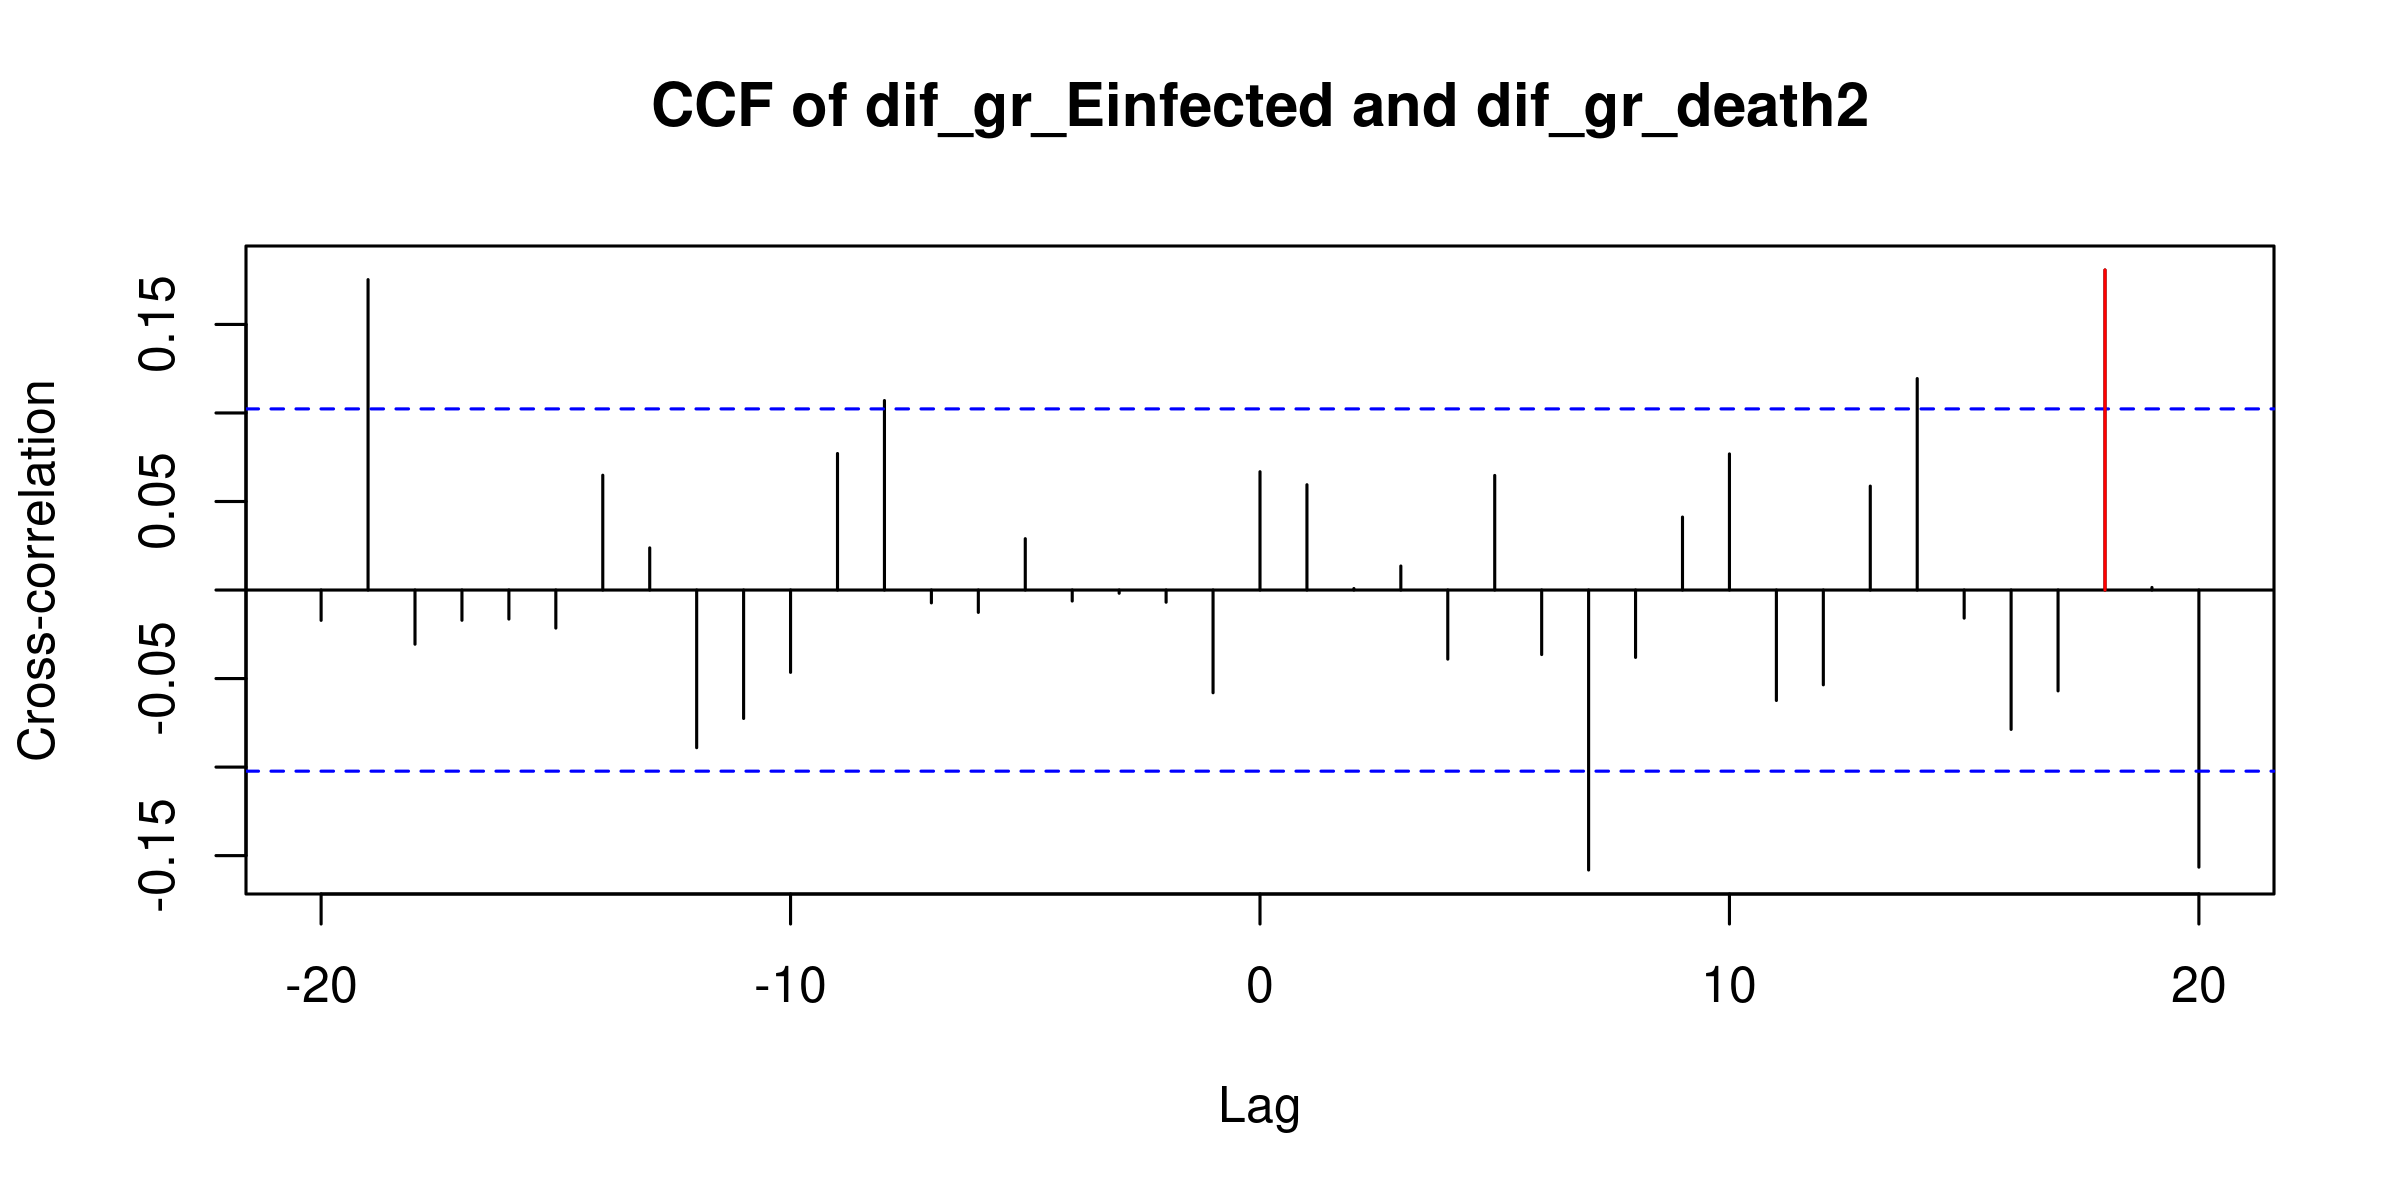 CCF of dif_gr_Einfected and dif_gr_death2
Cross-correlation
0.15
0.05
-0.05
-0.15
-20 -10 0 10 20
Lag